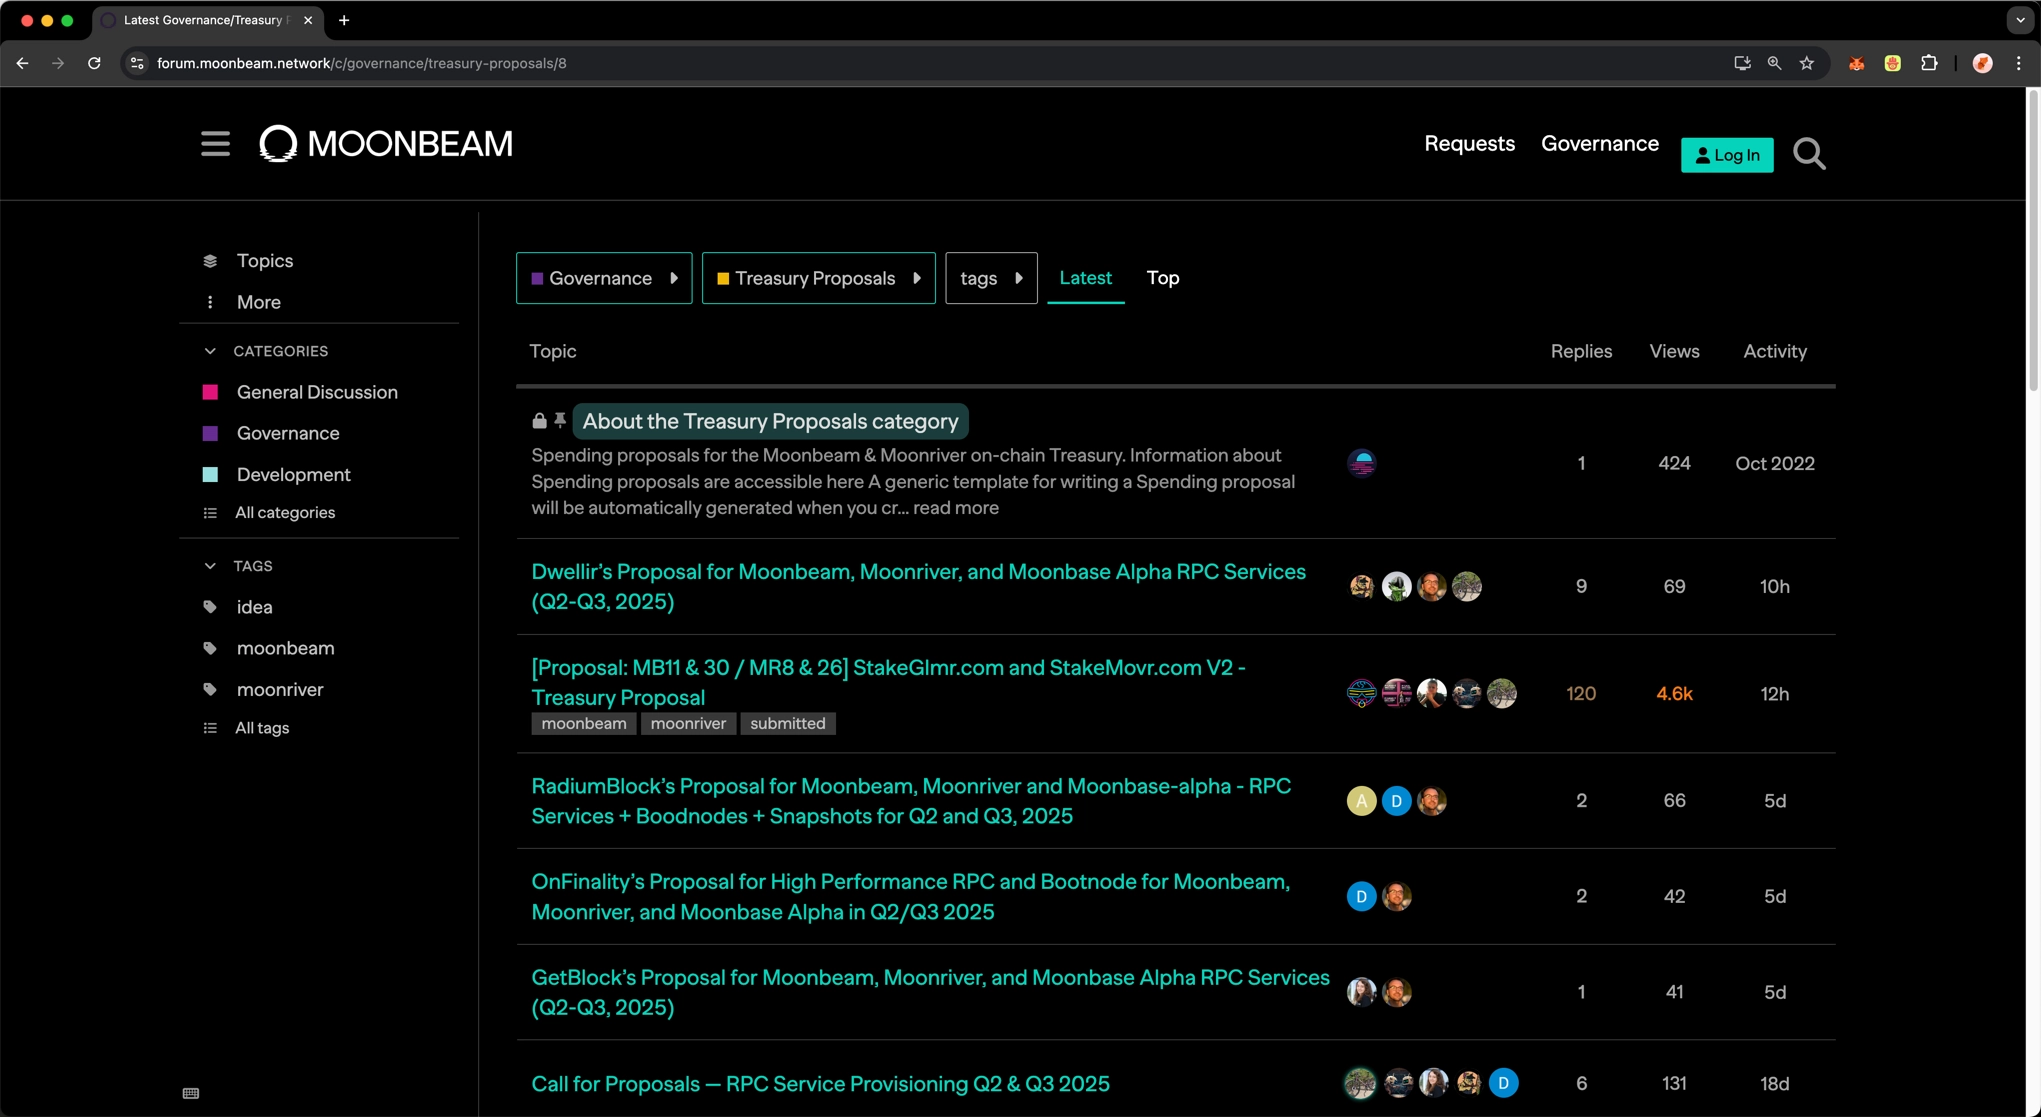 Latest Governance/Treasury P
forum.moonbeam.network/c/governance/treasury-proposals/8
MOONBEAM
Requests
Governance
Log In
Topics
More
CATEGORIES
General Discussion
Governance
Development
All categories
TAGS
idea
moonbeam
moonriver
All tags
Governance
Treasury Proposals
tags
Latest
Top
Topic
Replies
Views
Activity
About the Treasury Proposals category
Spending proposals for the Moonbeam & Moonriver on-chain Treasury. Information about
Spending proposals are accessible here A generic template for writing a Spending proposal
will be automatically generated when you cr... read more
1
424
Oct 2022
Dwellir's Proposal for Moonbeam, Moonriver, and Moonbase Alpha RPC Services
(Q2-Q3, 2025)
9
69
10h
[Proposal: MB11 & 30 / MR8 & 26] StakeGlmr.com and StakeMovr.com V2 -
Treasury Proposal
moonbeam
moonriver
submitted
120
4.6k
12h
RadiumBlock's Proposal for Moonbeam, Moonriver and Moonbase-alpha - RPC
Services + Boodnodes + Snapshots for Q2 and Q3, 2025
A
D
2
66
5d
OnFinality's Proposal for High Performance RPC and Bootnode for Moonbeam,
Moonriver, and Moonbase Alpha in Q2/Q3 2025
D
2
42
5d
GetBlock's Proposal for Moonbeam, Moonriver, and Moonbase Alpha RPC Services
(Q2-Q3, 2025)
1
41
5d
Call for Proposals — RPC Service Provisioning Q2 & Q3 2025
D
6
131
18d